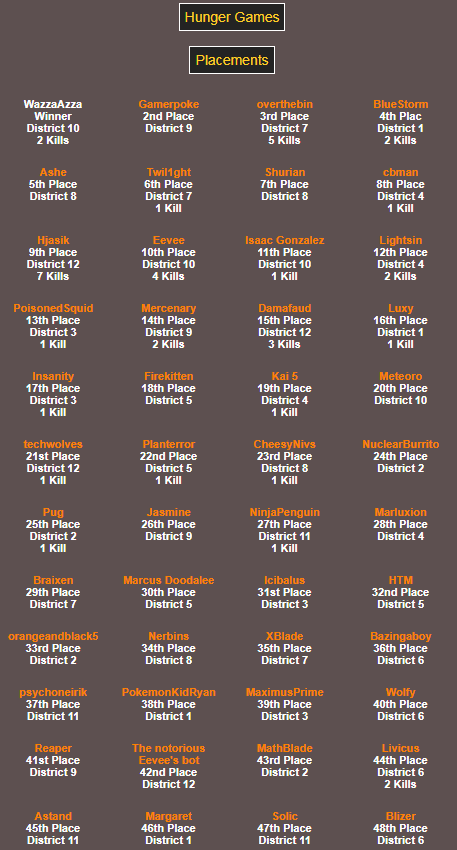 Hunger Games
Placements
WazzaAzza
Winner
District 10
2 Kills
Gamerpoke
2nd Place
District 9
overthebin
3rd Place
District 7
5 Kills
BlueStorm
4th Plac
District 1
2 Kills
Ashe
5th Place
District 8
Twil1ght
6th Place
District 7
1 Kill
Shurian
7th Place
District 8
cbman
8th Place
District 4
1 Kill
Hjasik
9th Place
District 12
7 Kills
Eevee
10th Place
District 10
4 Kills
Isaac Gonzalez
11th Place
District 10
1 Kill
Lightsin
12th Place
District 4
2 Kills
PoisonedSquid
13th Place
District 3
1 Kill
Mercenary
14th Place
District 9
2 Kills
Damafaud
15th Place
District 12
3 Kills
Luxy
16th Place
District 1
1 Kill
Insanity
17th Place
District 3
1 Kill
Firekitten
18th Place
District 5
Kai 5
19th Place
District 4
1 Kill
Meteoro
20th Place
District 10
techwolves
21st Place
District 12
1 Kill
Planterror
22nd Place
District 5
1 Kill
CheesyNivs
23rd Place
District 8
1 Kill
NuclearBurrito
24th Place
District 2
Pug
25th Place
District 2
1 Kill
Jasmine
26th Place
District 9
NinjaPenguin
27th Place
District 11
1 Kill
Marluxion
28th Place
District 4
Braixen
29th Place
District 7
Marcus Doodalee
30th Place
District 5
Icibalus
31st Place
District 3
HTM
32nd Place
District 5
orangeandblack5
33rd Place
District 2
Nerbins
34th Place
District 8
XBlade
35th Place
District 7
Bazingaboy
36th Place
District 6
psychoneirik
37th Place
District 11
PokemonKidRyan
38th Place
District 1
MaximusPrime
39th Place
District 3
Wolfy
40th Place
District 6
Reaper
41st Place
District 9
The notorious
Eevee's bot
42nd Place
District 12
MathBlade
43rd Place
District 2
Livicus
44th Place
District 6
2 Kills
Astand
45th Place
District 11
Margaret
46th Place
District 1
Solic
47th Place
District 11
Blizer
48th Place
District 6